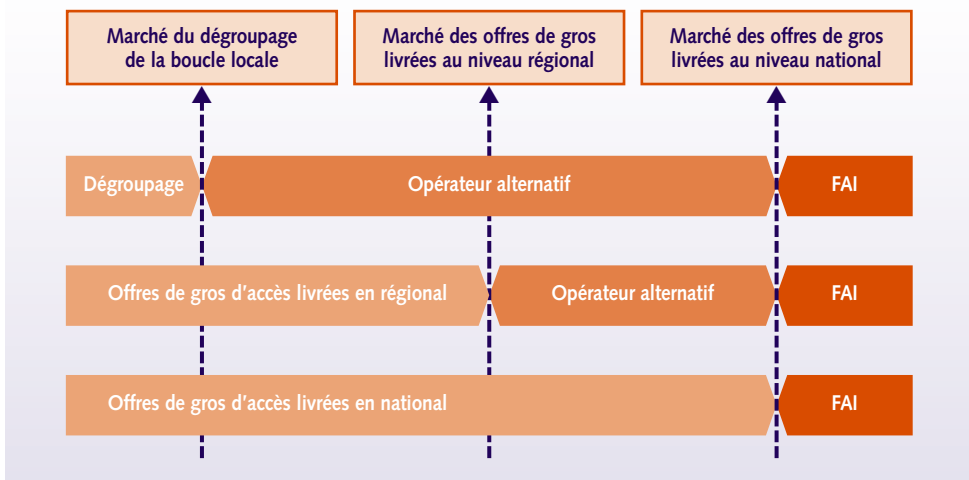 Marché du dégroupage
de la boucle locale
Marché des offres de gros
livrées au niveau régional
Marché des offres de gros
livrées au niveau national
Dégroupage
Opérateur alternatif
FAI
Offres de gros d’accès livrées en régional
Opérateur alternatif
FAI
Offres de gros d’accès livrées en national
FAI